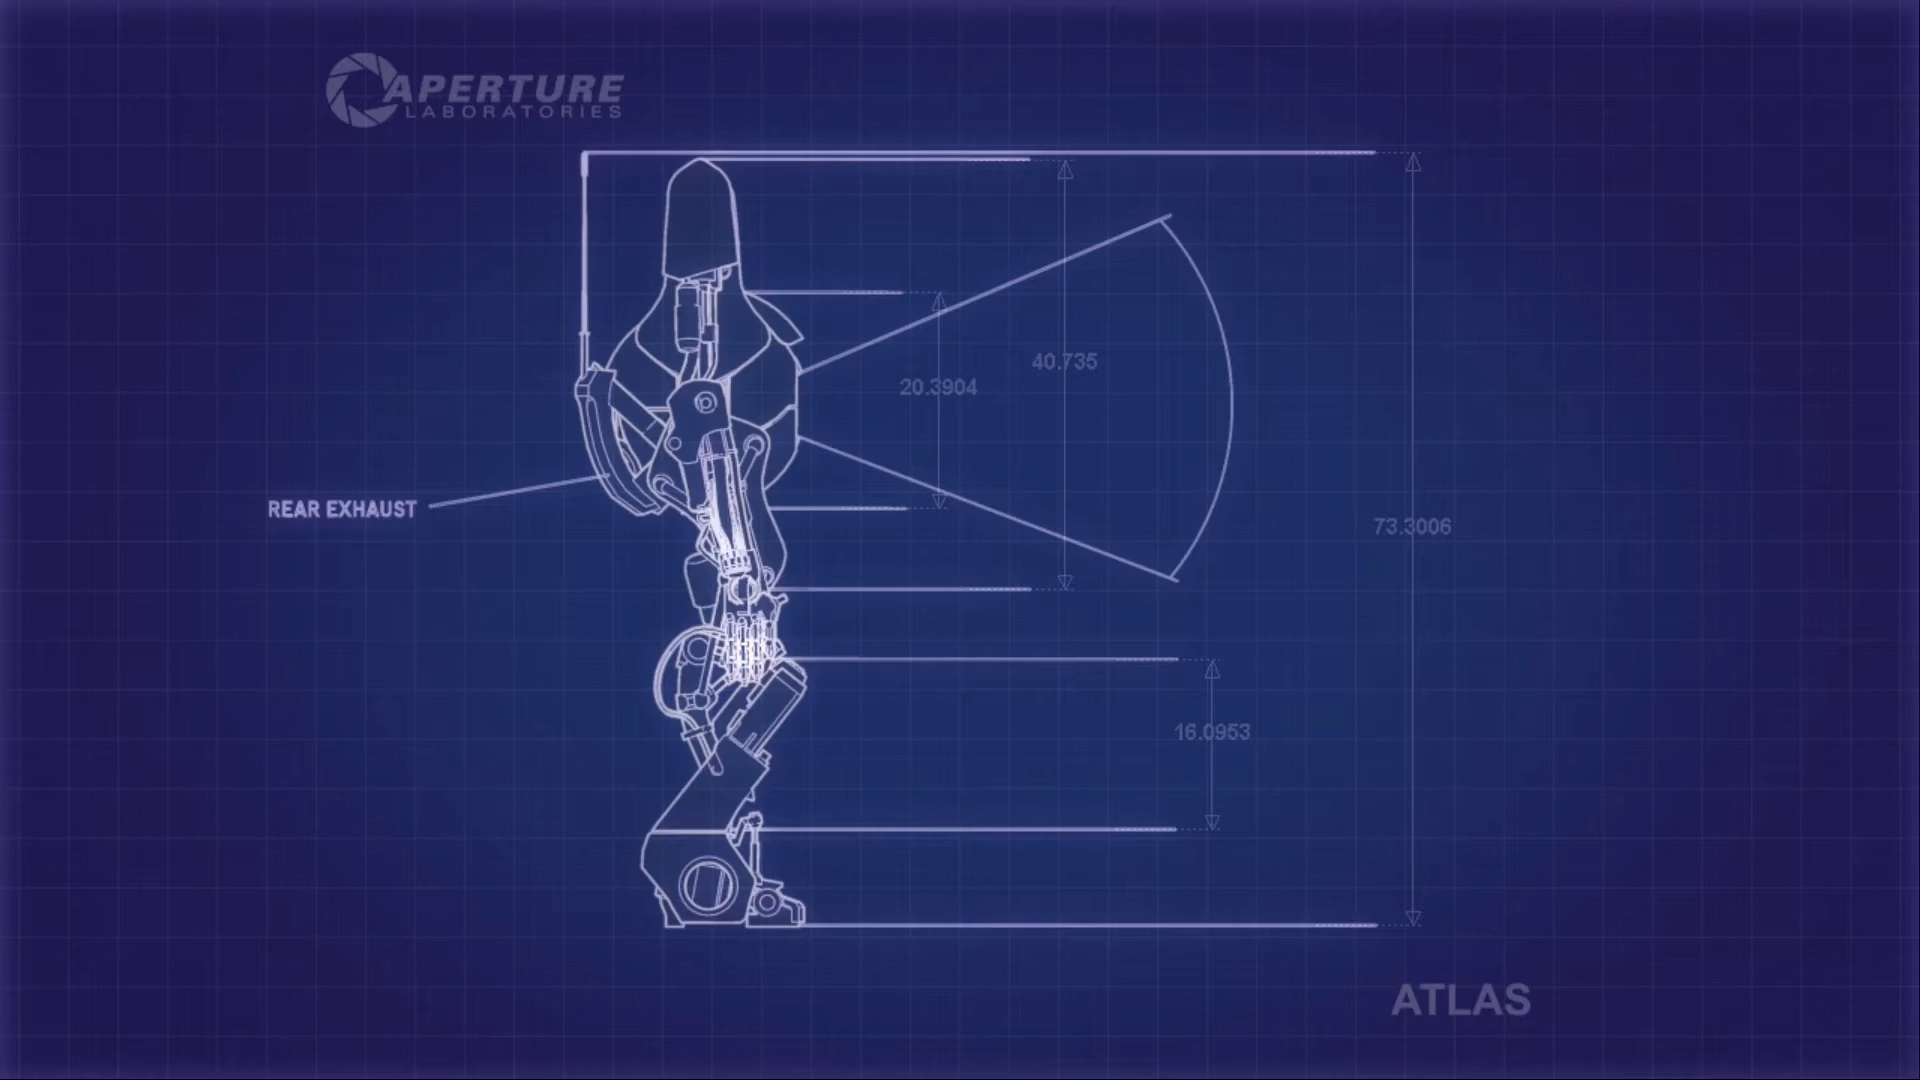 APERTURE
LABORATORIES
40.735
20.3904
REAR EXHAUST
73.3006
16.0953
ATLAS